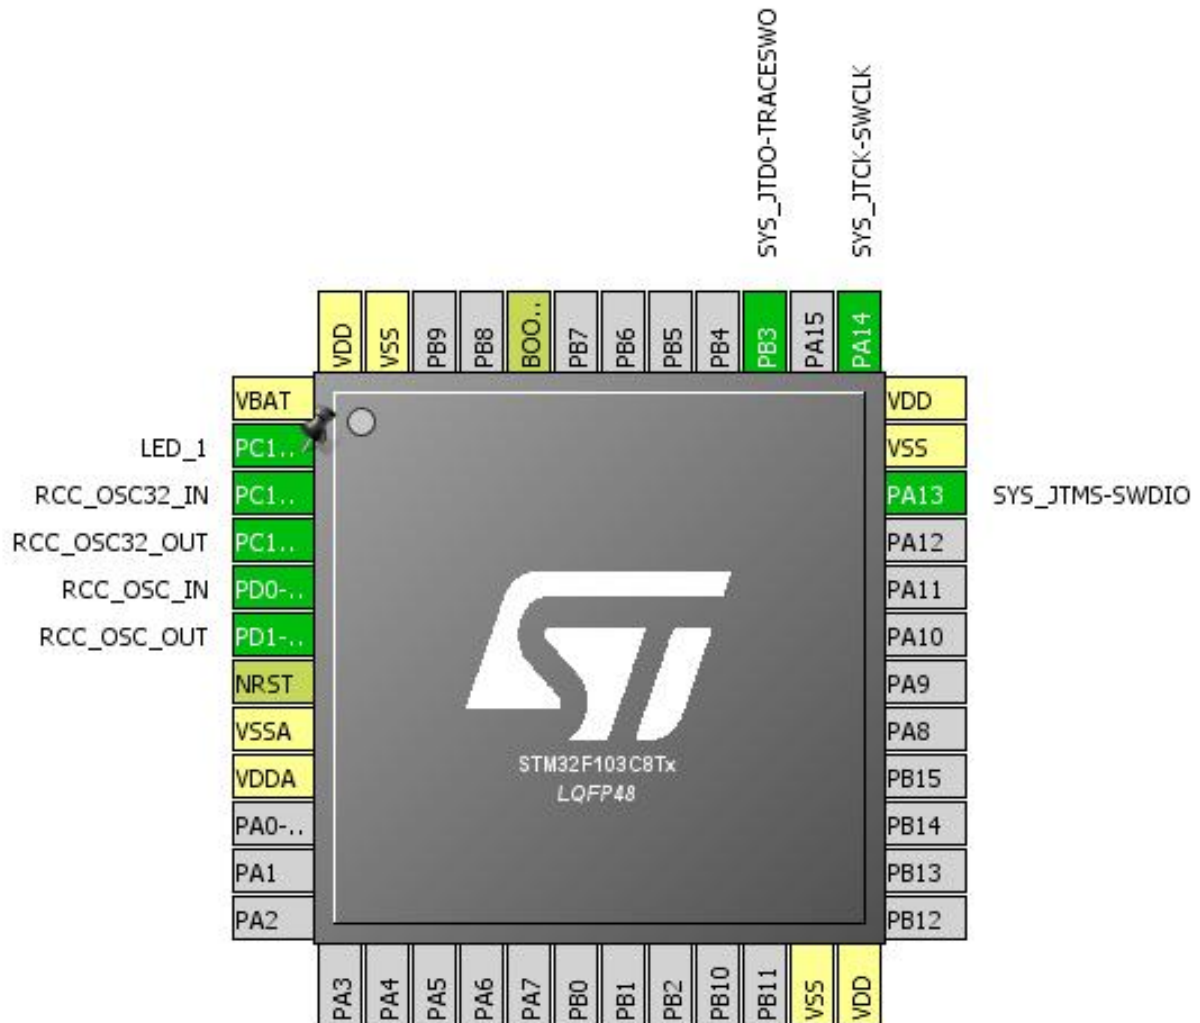 SYS_JTDO-TRACESWO
SYS_JTCK-SWCLK
VDD
VSS
PB9
PB8
BOO..
PB7
PB6
PB5
PB4
PB3
PA15
PA14
VBAT
LED_1 PC1..
RCC_OSC32_IN PC1..
RCC_OSC32_OUT PC1..
RCC_OSC_IN PD0-..
RCC_OSC_OUT PD1-..
NRST
VSSA
VDDA
PA0-..
PA1
PA2
ST
STM32F103C8Tx
LQFP48
VDD
VSS
PA13 SYS_JTMS-SWDIO
PA12
PA11
PA10
PA9
PA8
PB15
PB14
PB13
PB12
PA3
PA4
PA5
PA6
PA7
PB0
PB1
PB2
PB10
PB11
VSS
VDD